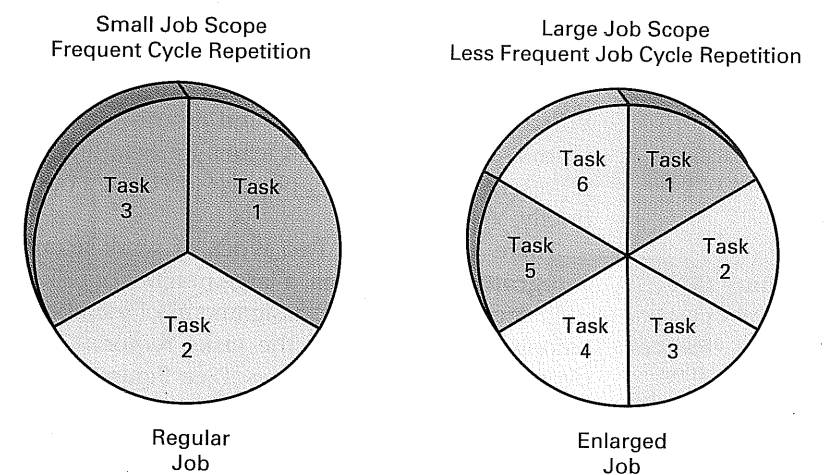 Small Job Scope
Frequent Cycle Repetition
Task
3
Task
1
Task
2
Regular
Job
Large Job Scope
Less Frequent Job Cycle Repetition
Task
6
Task
1
Task
5
Task
2
Task
4
Task
3
Enlarged
Job